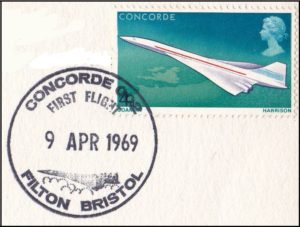 CONCORDE
HARRISON
CONCORDE 002
FIRST FLIGHT
9 APR 1969
FILTON BRISTOL